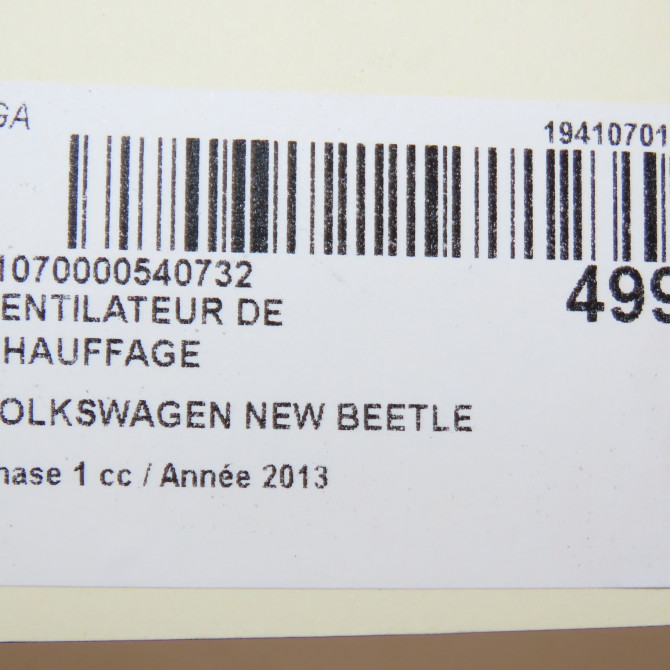 GA
19410701
1070000540732
499
ENTILATEUR DE
HAUFFAGE
OLKSWAGEN NEW BEETLE
hase 1 cc / Année 2013